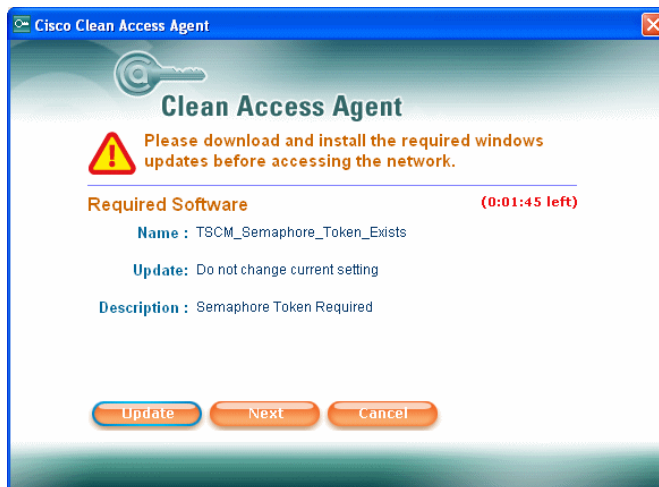 Cisco Clean Access Agent
Clean Access Agent
Please download and install the required windows
updates before accessing the network.
Required Software (0:01:45 left)
Name : TSCM_Semaphore_Token_Exists
Update: Do not change current setting
Description : Semaphore Token Required
Update Next Cancel